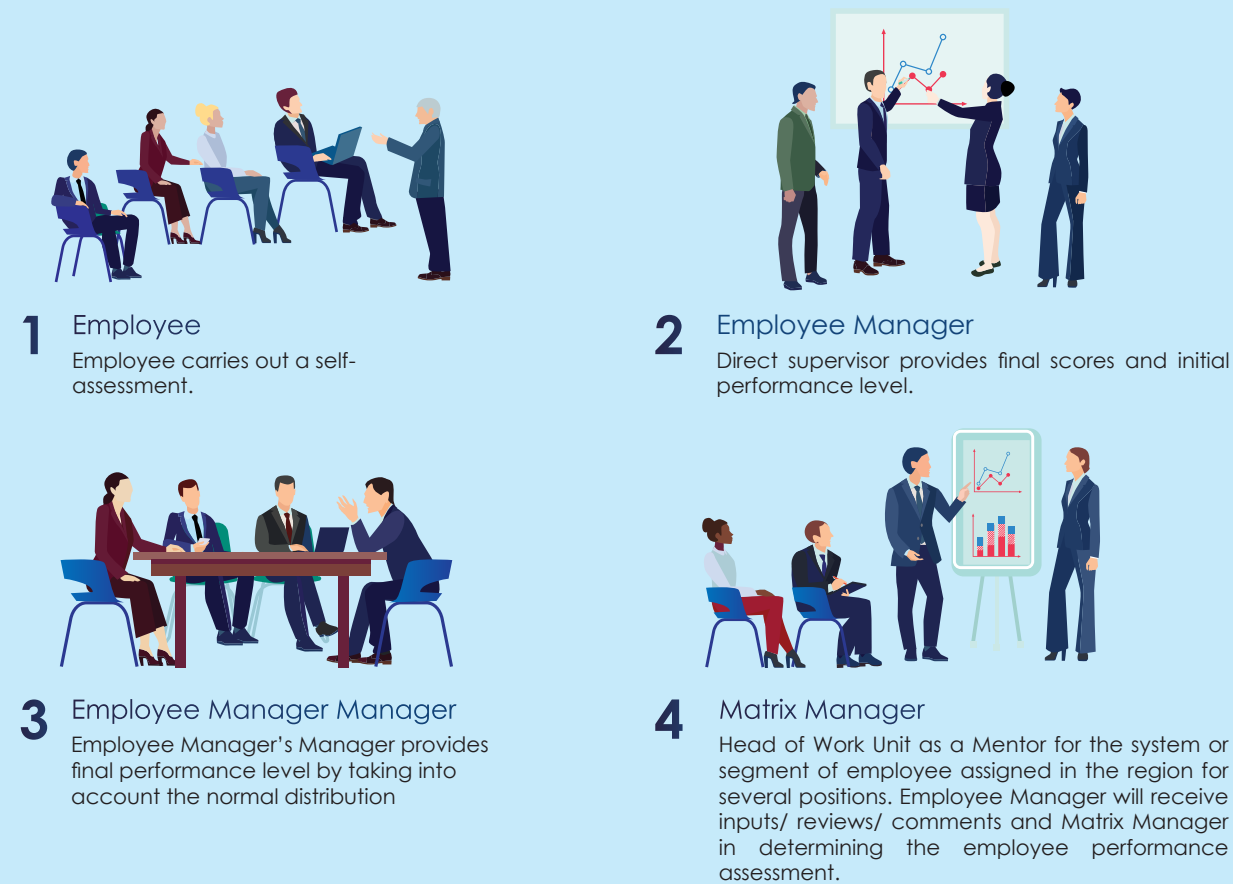 1
Employee
Employee carries out a self-
assessment.
2
Employee Manager
Direct supervisor provides final scores and initial
performance level.
3
Employee Manager Manager
Employee Manager’s Manager provides
final performance level by taking into
account the normal distribution
4
Matrix Manager
Head of Work Unit as a Mentor for the system or
segment of employee assigned in the region for
several positions. Employee Manager will receive
inputs/ reviews/ comments and Matrix Manager
in determining the employee performance
assessment.